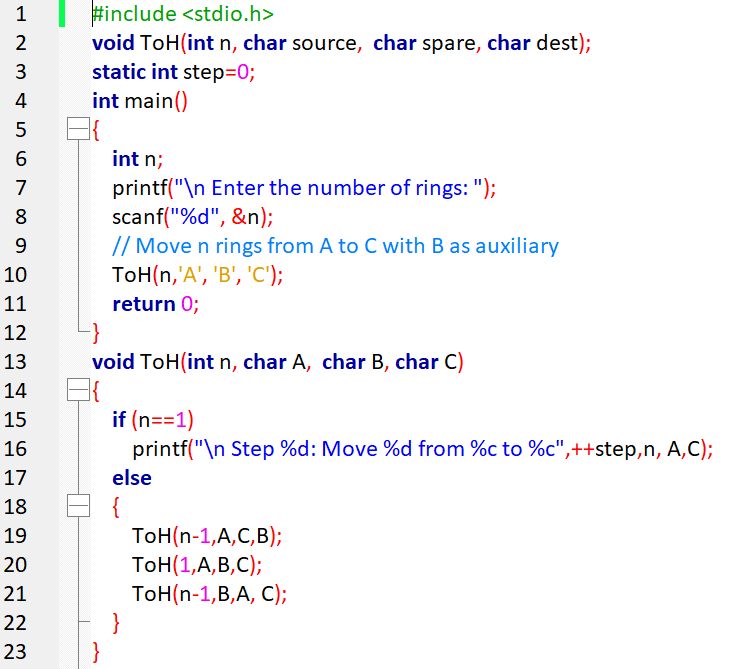 1 #include <stdio.h>
2 void ToH(int n, char source,  char spare, char dest);
3 static int step=0;
4 int main()
5 {
6 int n;
7 printf("\n Enter the number of rings: ");
8 scanf("%d", &n);
9 // Move n rings from A to C with B as auxiliary
10 ToH(n,'A', 'B', 'C');
11 return 0;
12 }
13 void ToH(int n, char A,  char B, char C)
14 {
15 if (n==1)
16 printf("\n Step %d: Move %d from %c to %c",++step,n, A,C);
17 else
18 {
19 ToH(n-1,A,C,B);
20 ToH(1,A,B,C);
21 ToH(n-1,B,A, C);
22 }
23 }